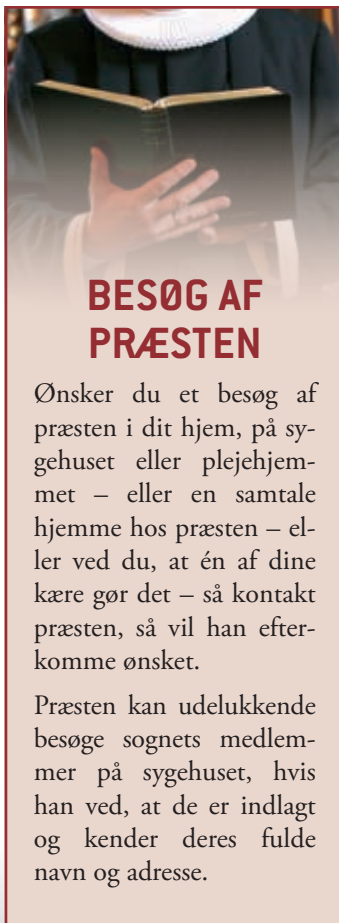 BESØG AF
PRÆSTEN
Ønsker du et besøg af
præsten i dit hjem, på sy-
gehuset eller plejehjem-
met – eller en samtale
hjemme hos præsten – el-
ler ved du, at én af dine
kære gør det – så kontakt
præsten, så vil han efter-
komme ønsket.
Præsten kan udelukkende
besøge sognets medlem-
mer på sygehuset, hvis
han ved, at de er indlagt
og kender deres fulde
navn og adresse.